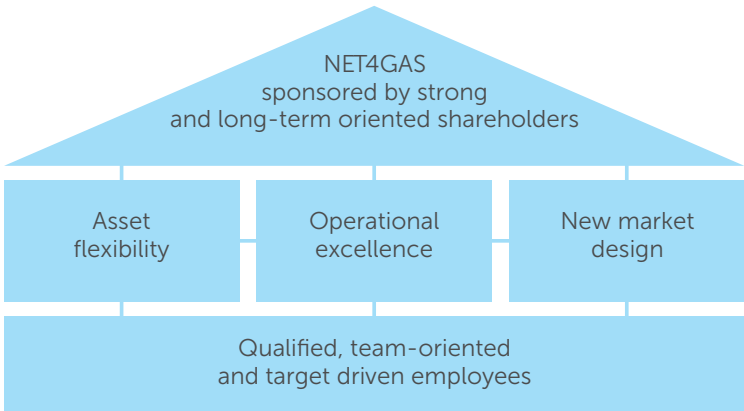 NET4GAS
sponsored by strong
and long-term oriented shareholders
Asset
flexibility
Operational
excellence
New market
design
Qualified, team-oriented
and target driven employees